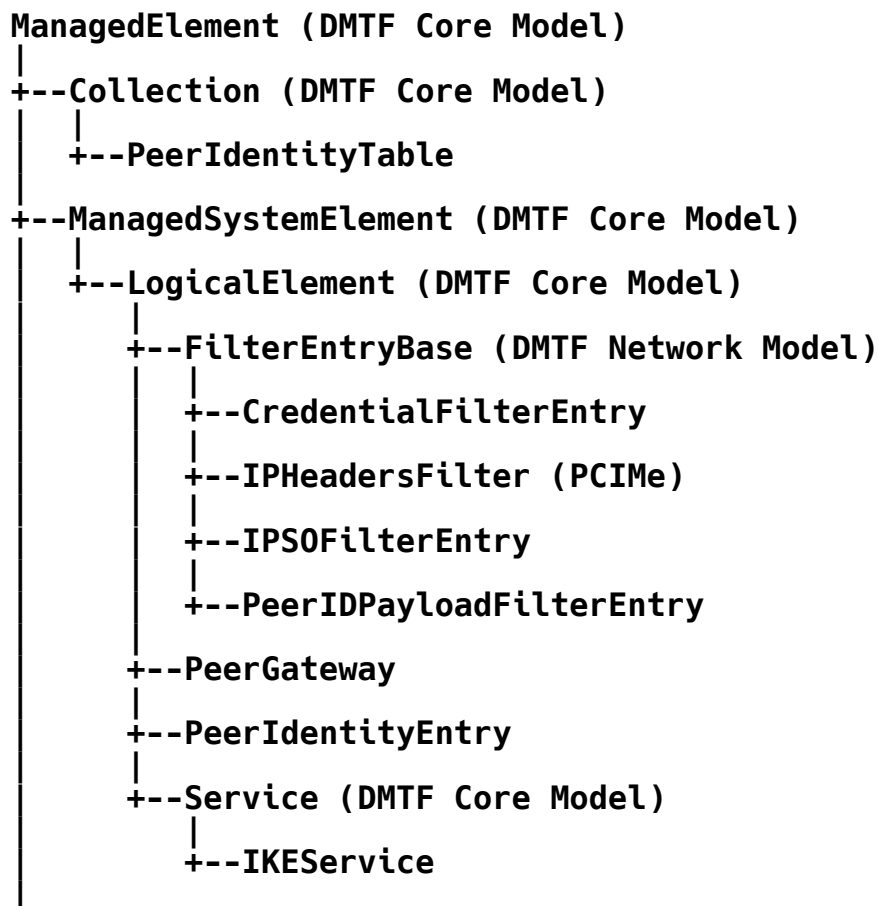 ManagedElement (DMTF Core Model)
|
+--Collection (DMTF Core Model)
|  |
|  +--PeerIdentityTable
|
+--ManagedSystemElement (DMTF Core Model)
|  |
|  +--LogicalElement (DMTF Core Model)
|     |
|     +--FilterEntryBase (DMTF Network Model)
|     |  |
|     |  +--CredentialFilterEntry
|     |  |
|     |  +--IPHeadersFilter (PCIMe)
|     |  |
|     |  +--IPSOFilterEntry
|     |  |
|     |  +--PeerIDPayloadFilterEntry
|     |
|     +--PeerGateway
|     |
|     +--PeerIdentityEntry
|     |
|     +--Service (DMTF Core Model)
|        |
|        +--IKEService
|